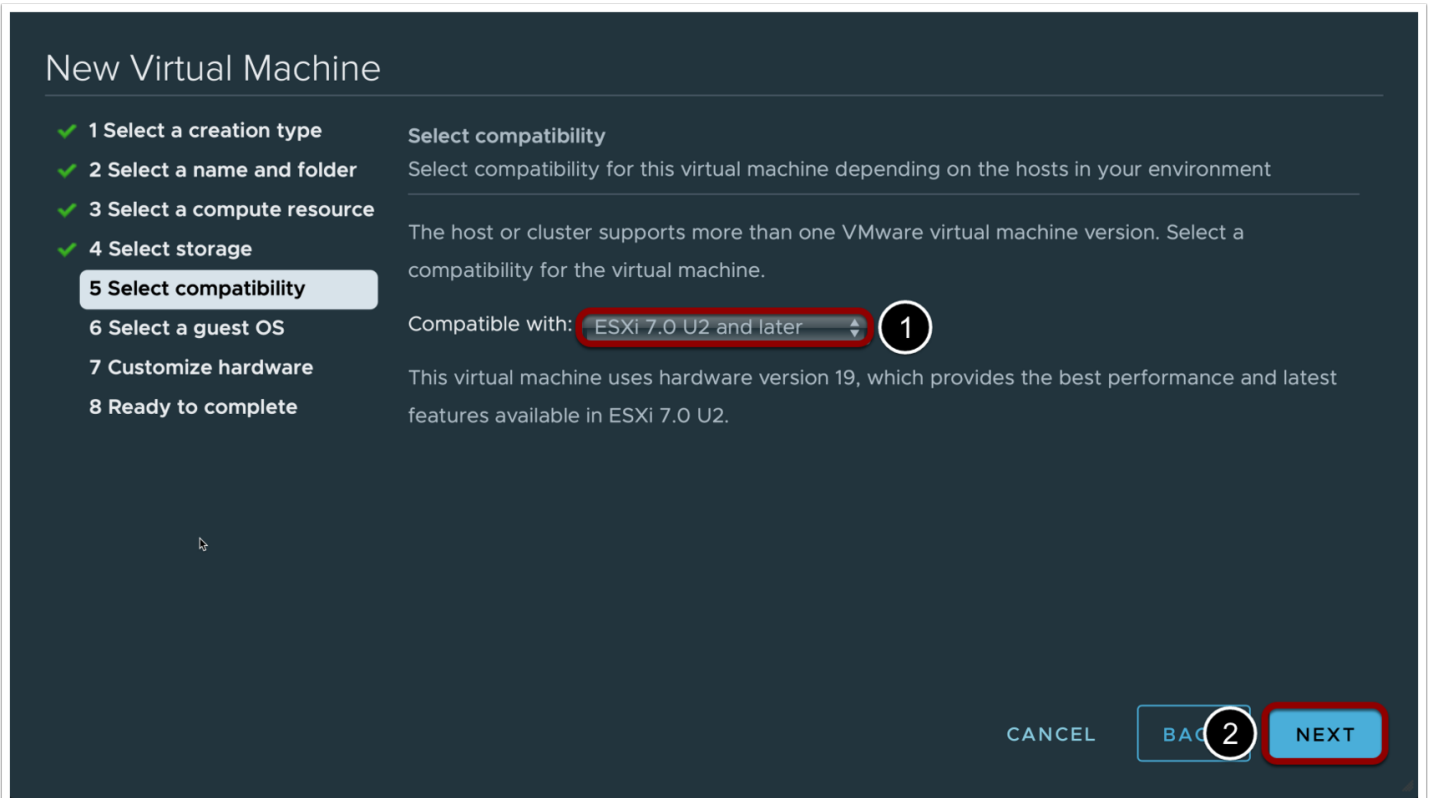 New Virtual Machine
1 Select a creation type
2 Select a name and folder
3 Select a compute resource
4 Select storage
5 Select compatibility
6 Select a guest OS
7 Customize hardware
8 Ready to complete
Select compatibility
Select compatibility for this virtual machine depending on the hosts in your environment
The host or cluster supports more than one VMware virtual machine version. Select a
compatibility for the virtual machine.
Compatible with: ESXi 7.0 U2 and later 1
This virtual machine uses hardware version 19, which provides the best performance and latest
features available in ESXi 7.0 U2.
CANCEL BAC 2 NEXT